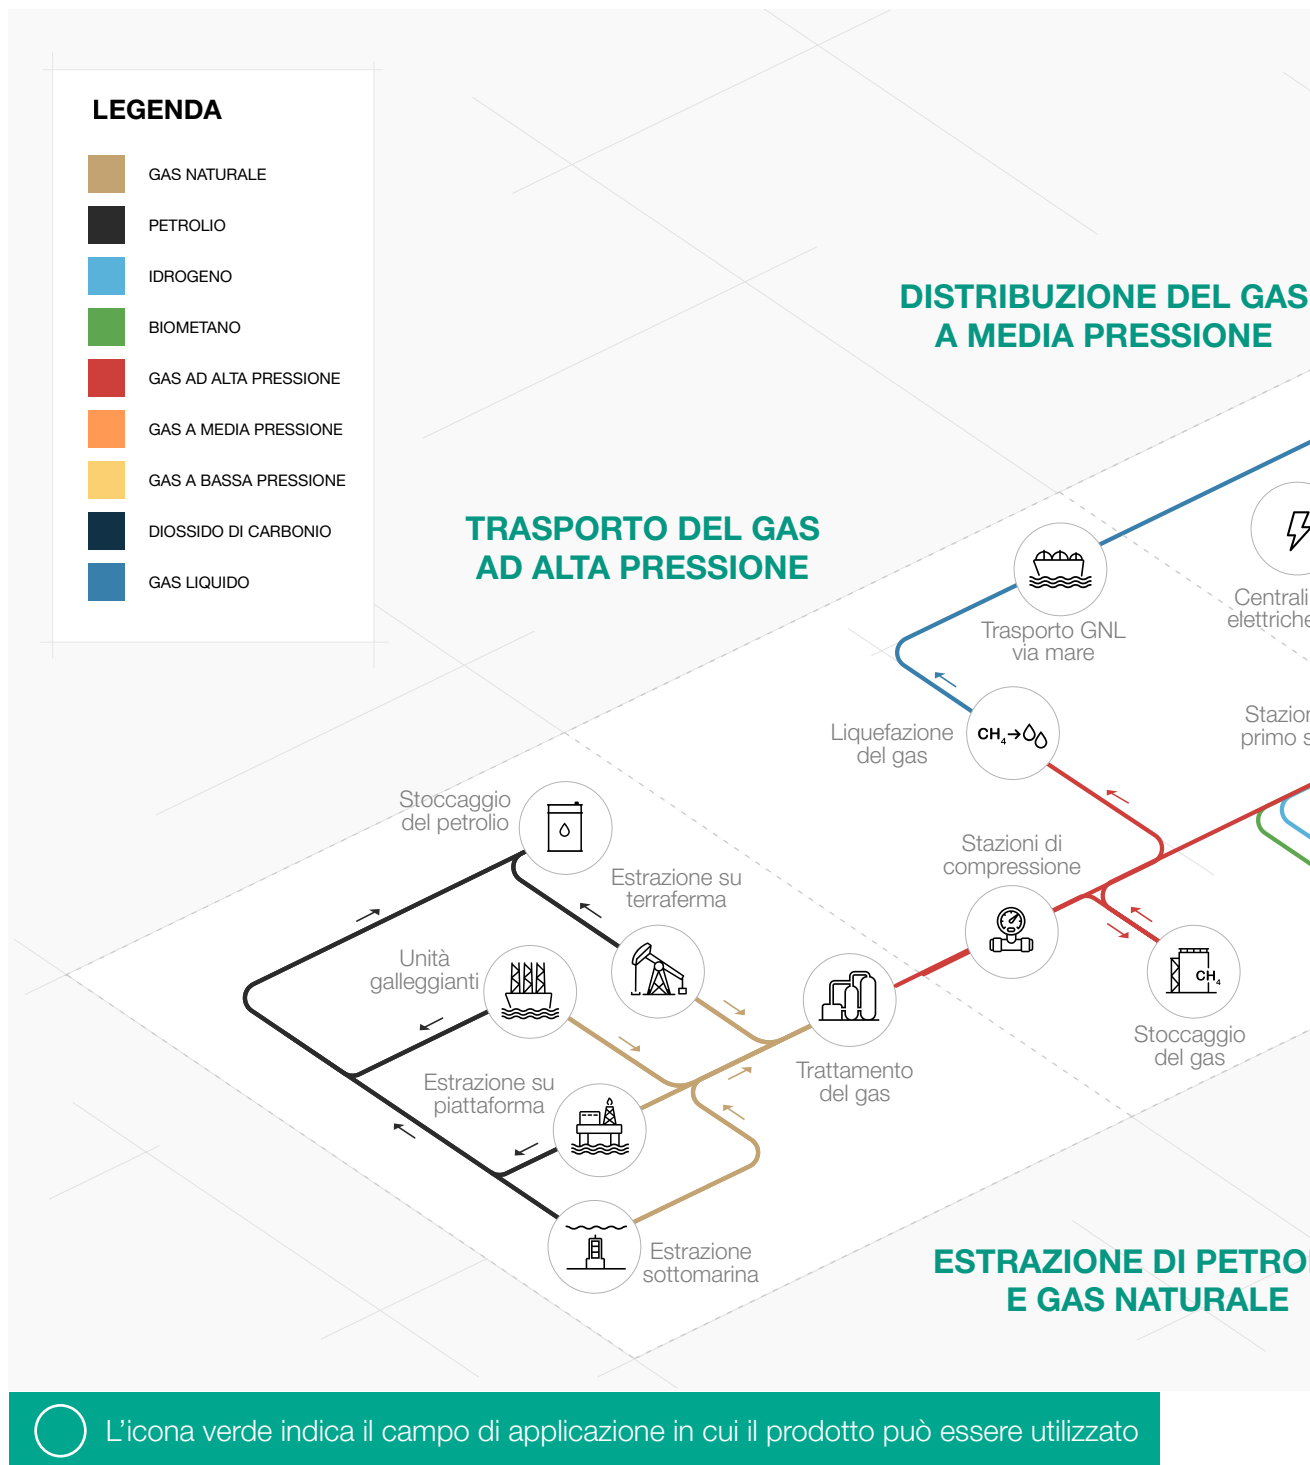 LEGENDA
GAS NATURALE
PETROLIO
IDROGENO
BIOMETANO
GAS AD ALTA PRESSIONE
GAS A MEDIA PRESSIONE
GAS A BASSA PRESSIONE
DIOSSIDO DI CARBONIO
GAS LIQUIDO
DISTRIBUZIONE DEL GAS
A MEDIA PRESSIONE
TRASPORTO DEL GAS
AD ALTA PRESSIONE
Trasporto GNL
via mare
Centrali
elettriche
Liquefazione
del gas
CH₄→
primo
Stoccaggio
del petrolio
Stazioni di
compressione
Estrazione su
terraferma
Unità
galleggianti
CH₄
Stoccaggio
del gas
Trattamento
del gas
Estrazione su
piattaforma
Estrazione
sottomarina
ESTRAZIONE DI
E GAS NATURALE
L'icona verde indica il campo di applicazione in cui il prodotto può essere utilizzato